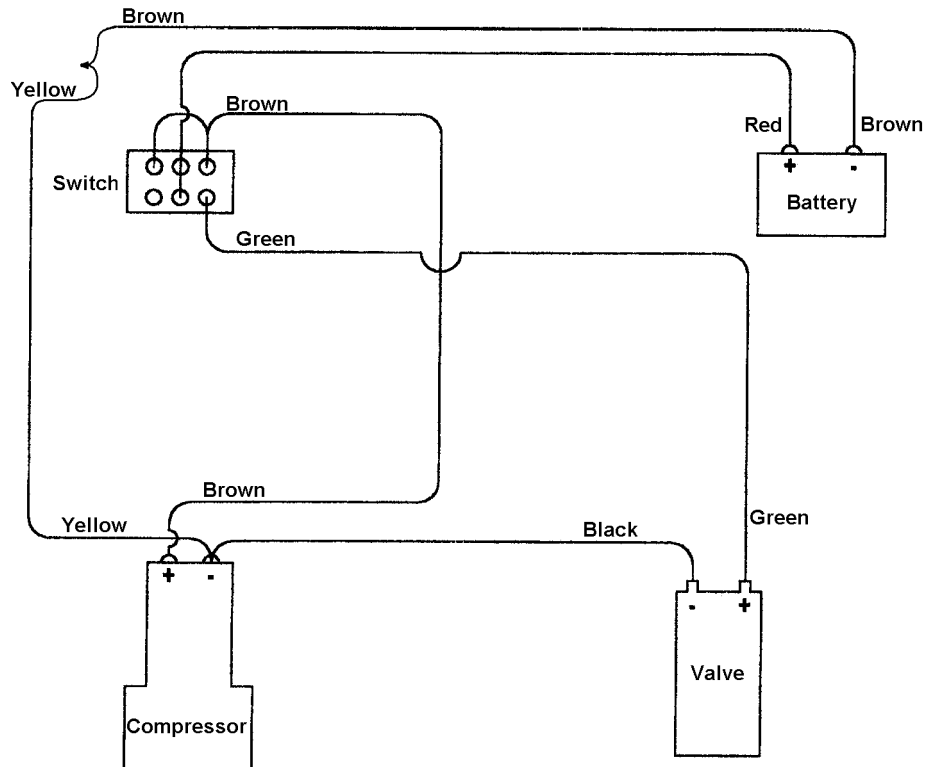 Brown
Yellow
Brown
Red
Brown
Switch
+ -
Battery
Green
Brown
Yellow
Black
Green
+ -
- +
Valve
Compressor